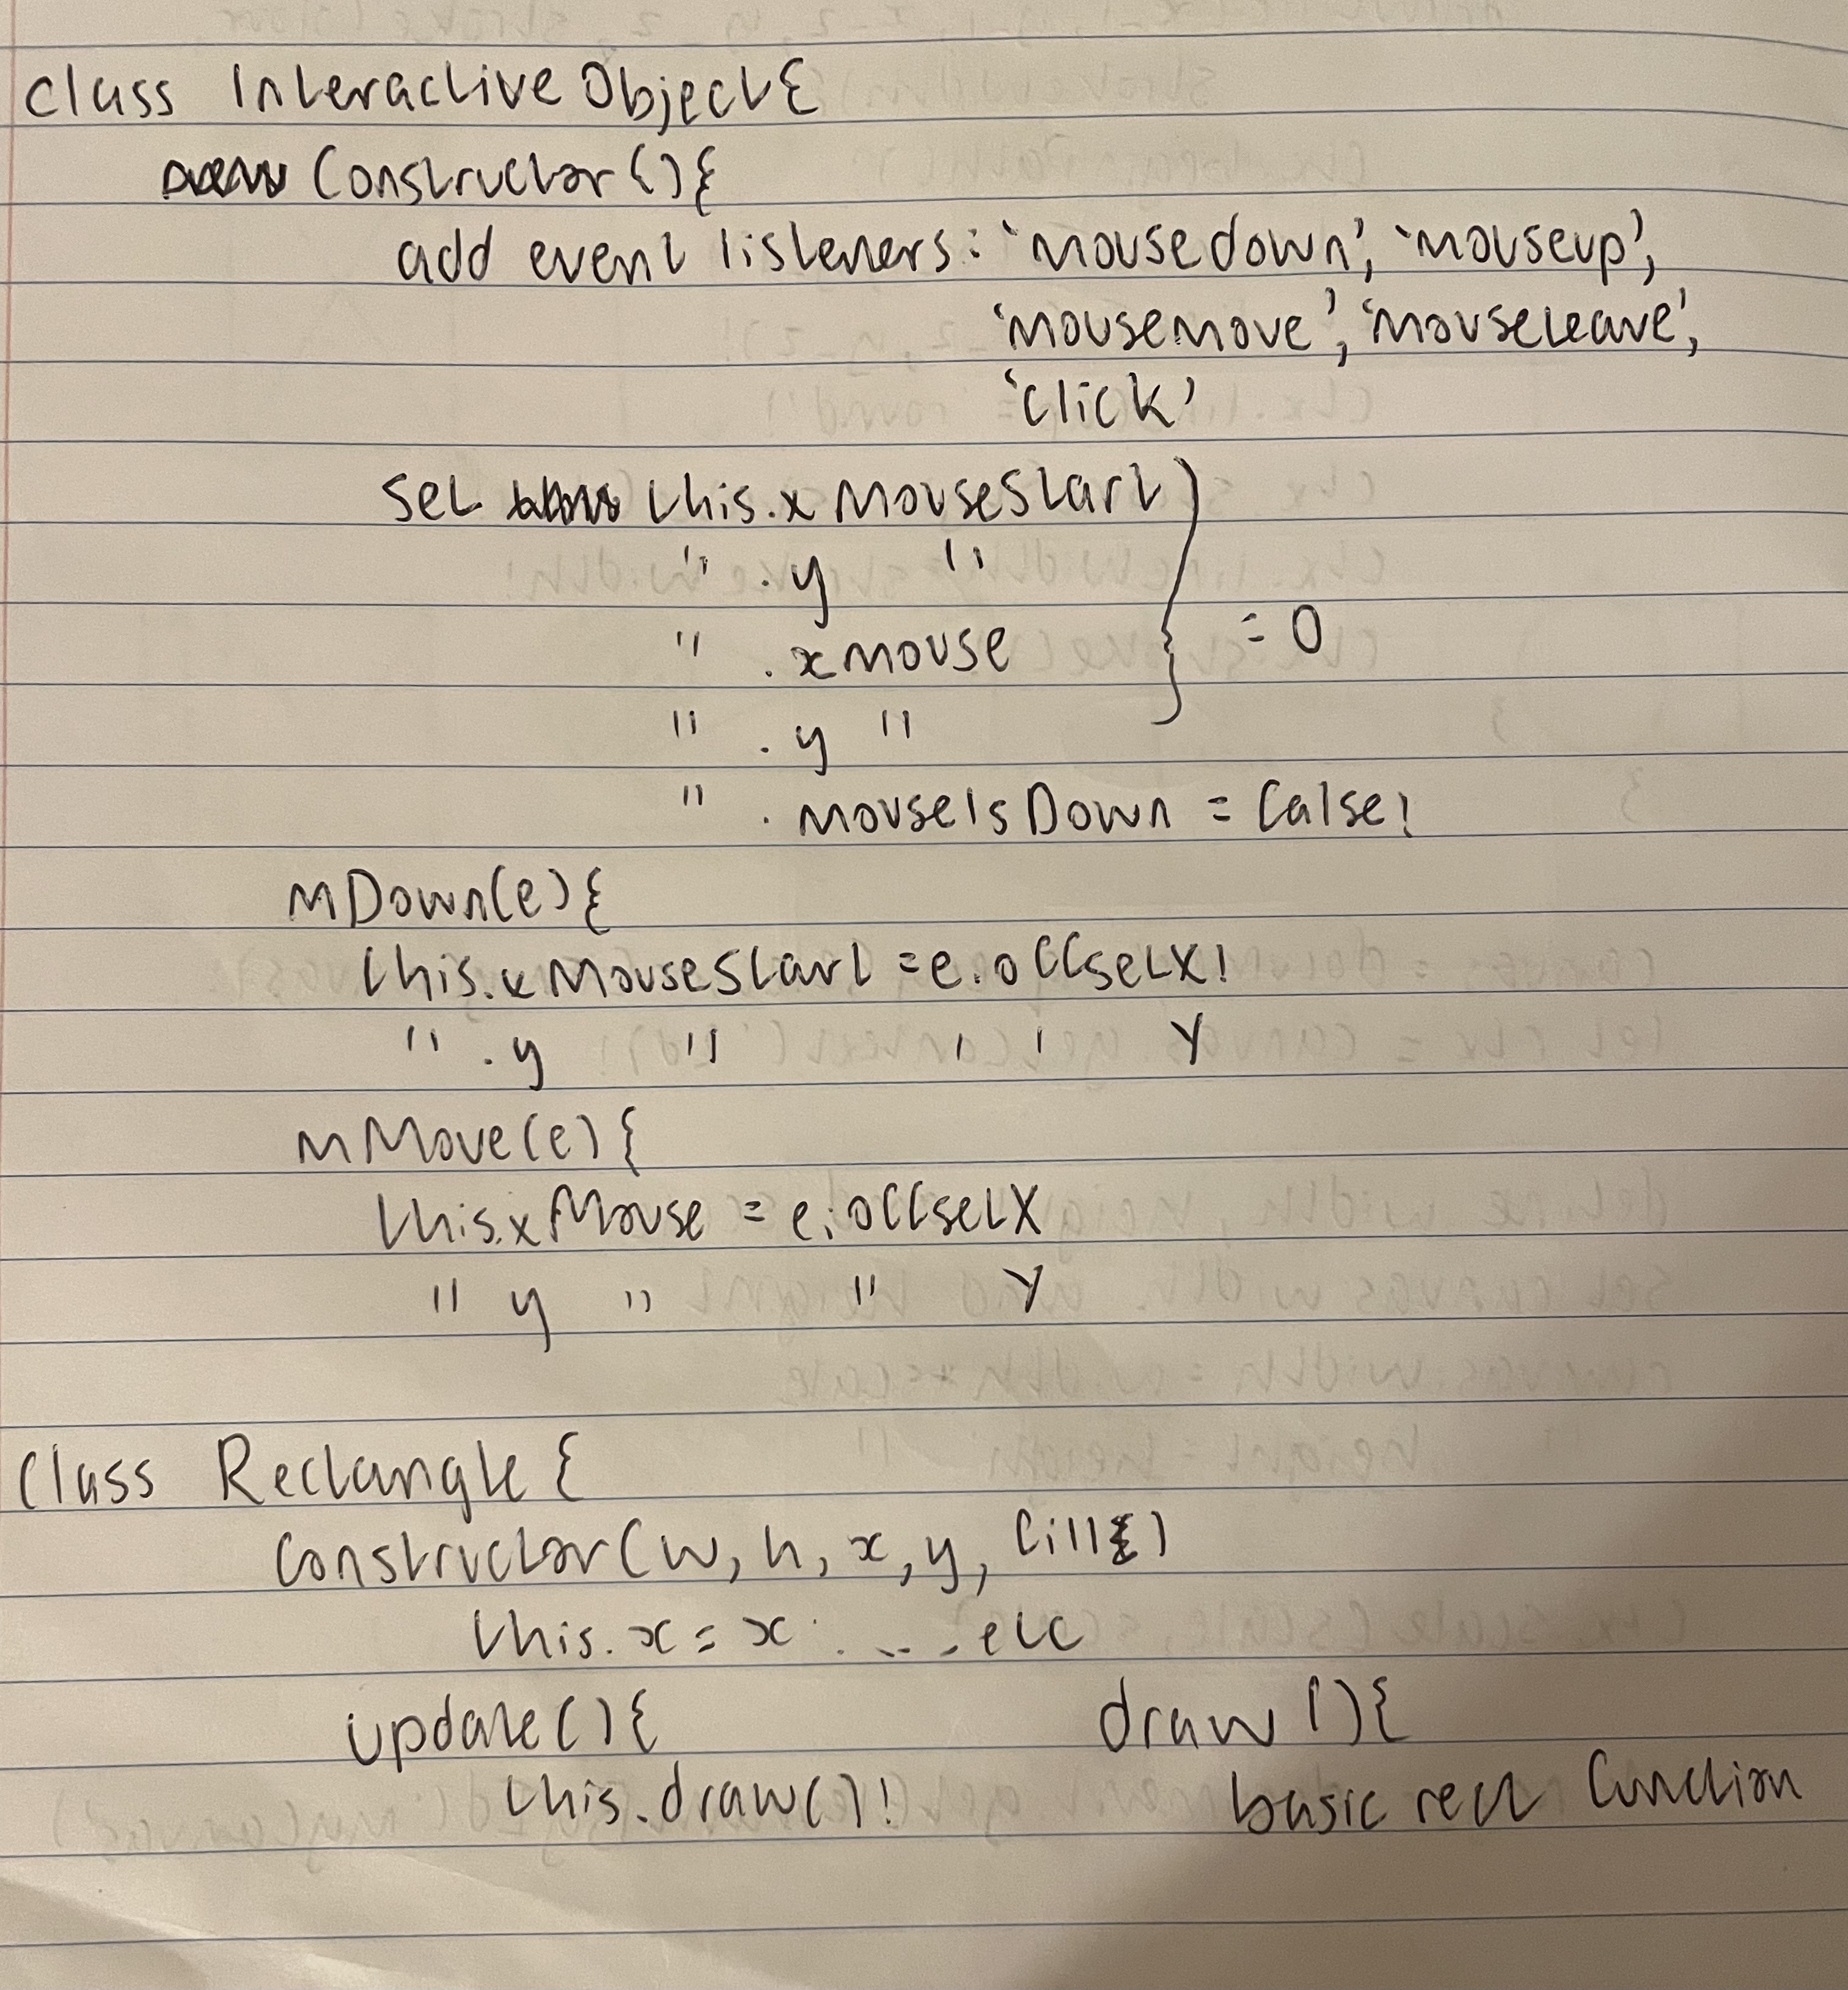 class InteractiveObject{
Constructor(){
add event listeners: 'mousedown', 'mouseup',
'mousemove', 'mouseleave',
'click'
set this.xMouseStart
" .y "
" .xmouse } = 0
" .y "
" .mouseIsDown = false;
mDown(e){
this.xMouseStart = e.offsetX;
" .y " " Y
mMove(e){
this.xMouse = e.offsetX
" y " " Y
class Rectangle {
constructor(w, h, x, y, fill)
this.x = x ....etc
update(){ draw(){
this.draw(); basic rect function